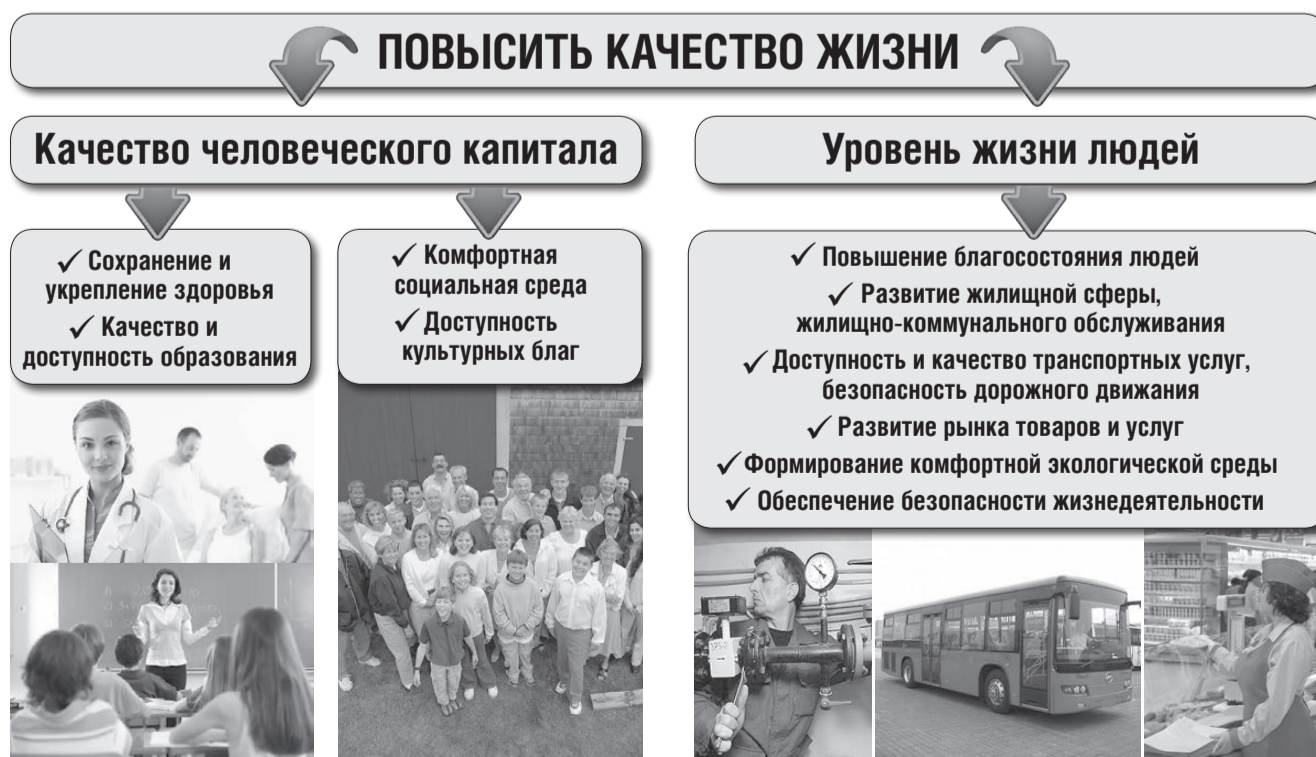 ПОВЫСИТЬ КАЧЕСТВО ЖИЗНИ
Качество человеческого капитала
Уровень жизни людей
✓ Сохранение и
укрепление здоровья
✓ Качество и
доступность образования
✓ Комфортная
социальная среда
✓ Доступность
культурных благ
✓ Повышение благосостояния людей
✓ Развитие жилищной сферы,
жилищно-коммунального обслуживания
✓ Доступность и качество транспортных услуг,
безопасность дорожного движания
✓ Развитие рынка товаров и услуг
✓ Формирование комфортной экологической среды
✓ Обеспечение безопасности жизнедеятельности